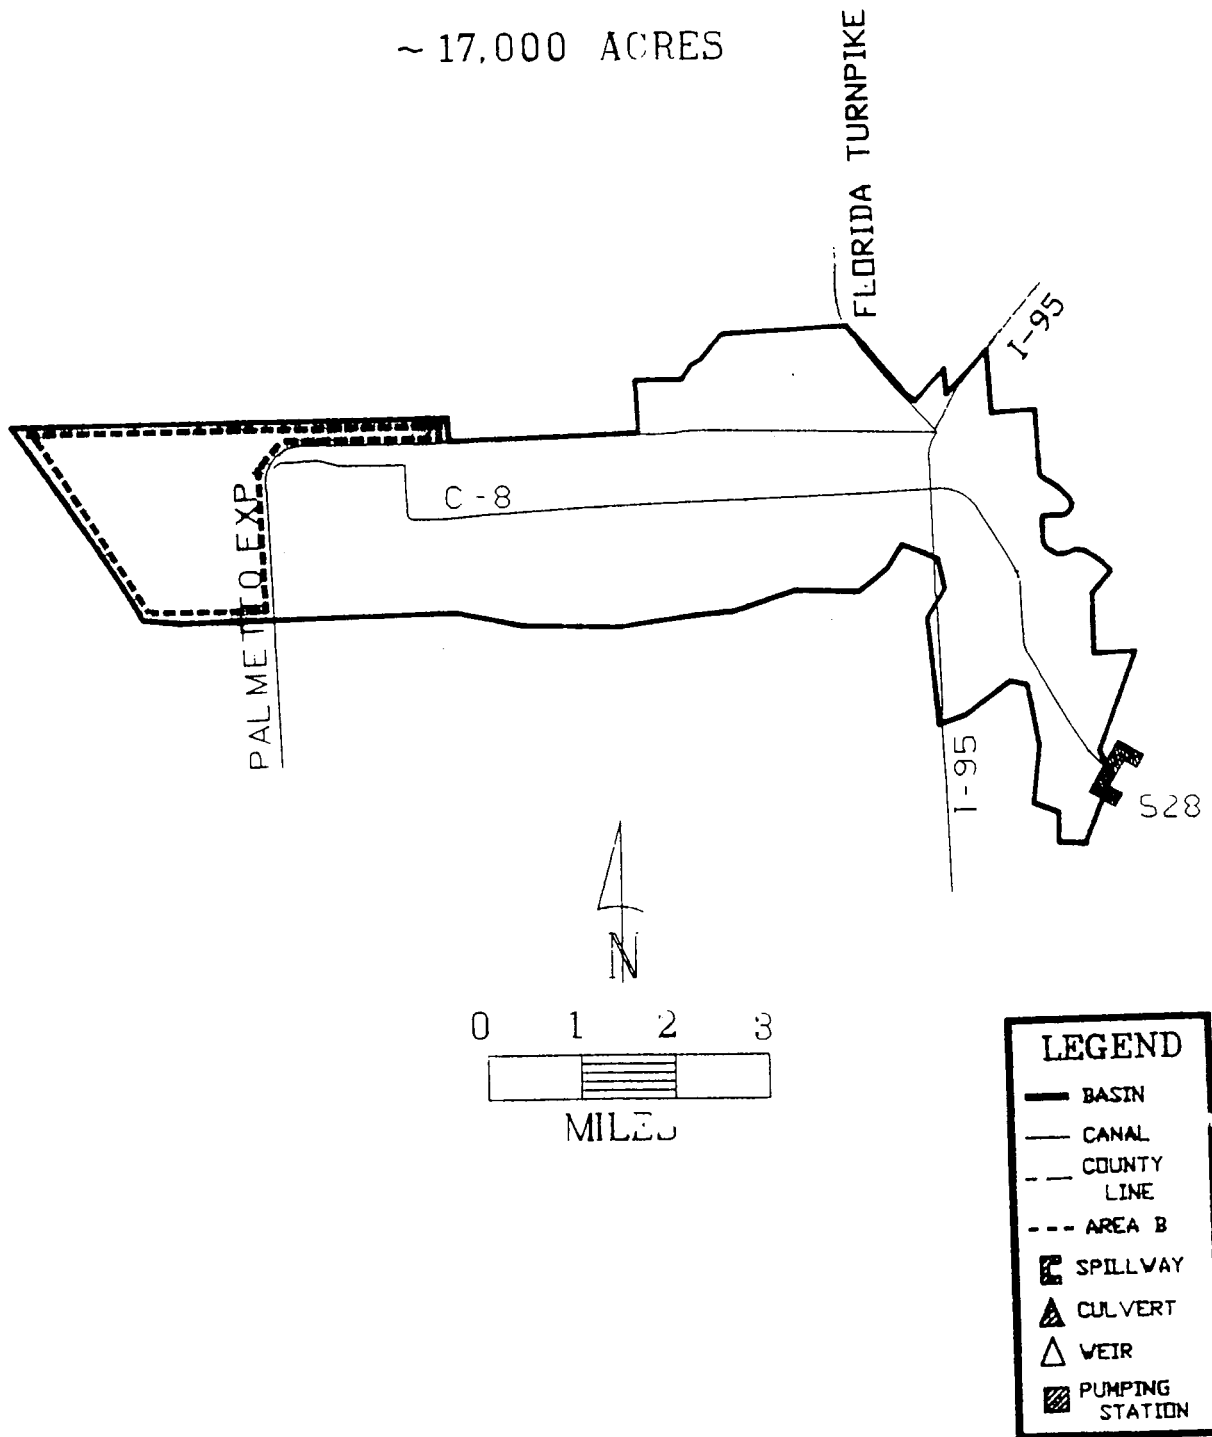 ~ 17,000 ACRES
FLORIDA TURNPIKE
I-95
C-8
PALMETTO EXP
I-95
S28
N
0 1 2 3
MILES
LEGEND
BASIN
CANAL
COUNTY
LINE
AREA B
SPILLWAY
CULVERT
WEIR
PUMPING
STATION